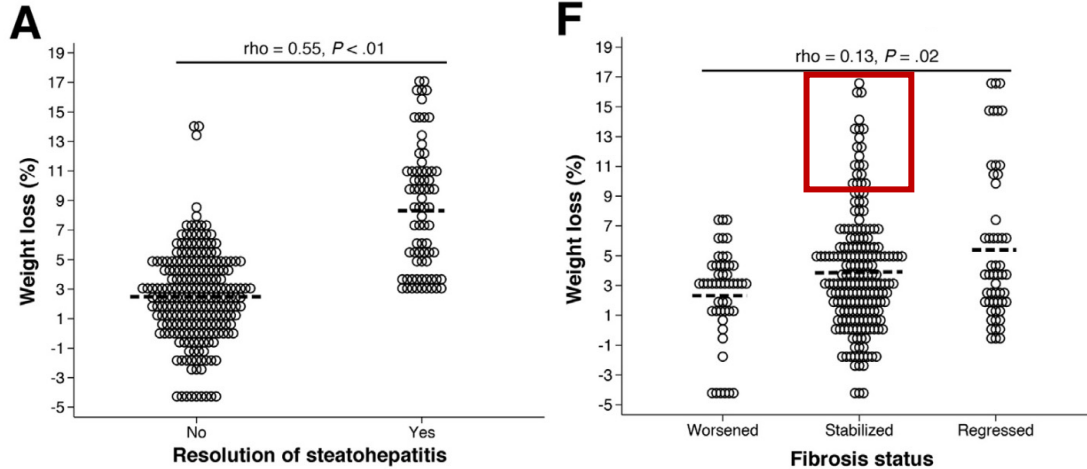 A
rho = 0.55, P < .01
Weight loss (%)
19
17
15
13
11
9
7
5
3
1
-1
-3
-5
No Yes
Resolution of steatohepatitis
F
rho = 0.13, P = .02
Weight loss (%)
19
17
15
13
11
9
7
5
3
1
-1
-3
-5
Worsened Stabilized Regressed
Fibrosis status